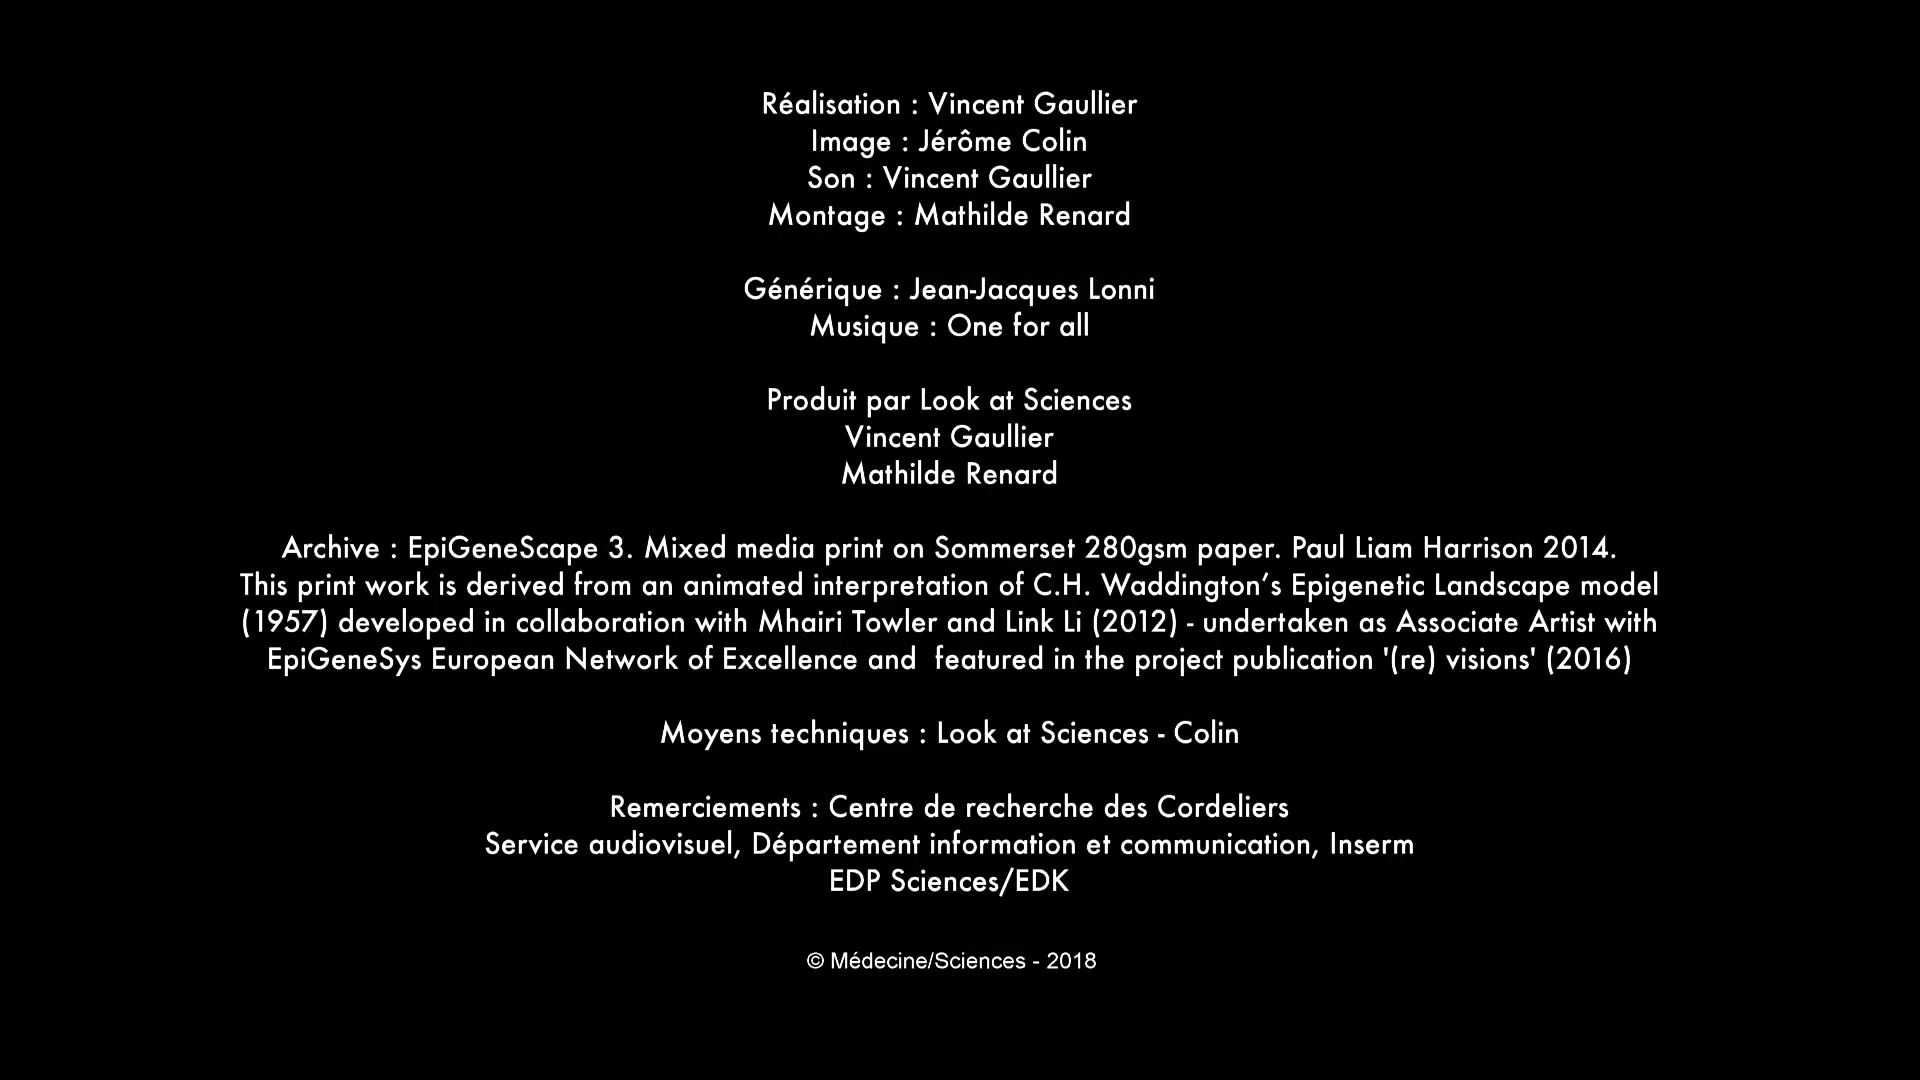 Réalisation : Vincent Gaullier
Image : Jérôme Colin
Son : Vincent Gaullier
Montage : Mathilde Renard
Générique : Jean-Jacques Lonni
Musique : One for all
Produit par Look at Sciences
Vincent Gaullier
Mathilde Renard
Archive : EpiGeneScape 3. Mixed media print on Sommerset 280gsm paper. Paul Liam Harrison 2014.
This print work is derived from an animated interpretation of C.H. Waddington’s Epigenetic Landscape model
(1957) developed in collaboration with Mhairi Towler and Link Li (2012) - undertaken as Associate Artist with
EpiGeneSys European Network of Excellence and  featured in the project publication '(re) visions' (2016)
Moyens techniques : Look at Sciences - Colin
Remerciements : Centre de recherche des Cordeliers
Service audiovisuel, Département information et communication, Inserm
EDP Sciences/EDK
© Médecine/Sciences - 2018